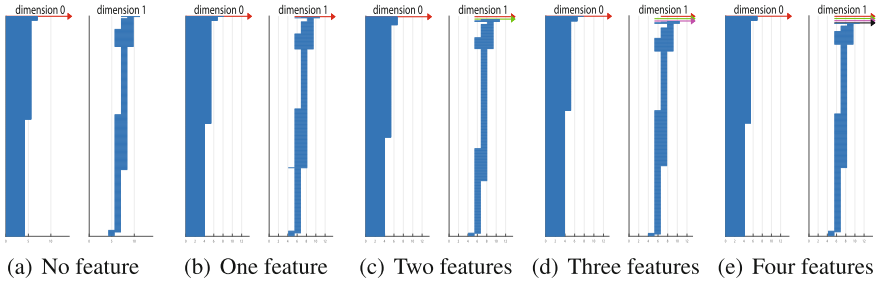 dimension 0 dimension 1 dimension 0 dimension 1 dimension 0 dimension 1 dimension 0 dimension 1 dimension 0 dimension 1
(a) No feature (b) One feature (c) Two features (d) Three features (e) Four features